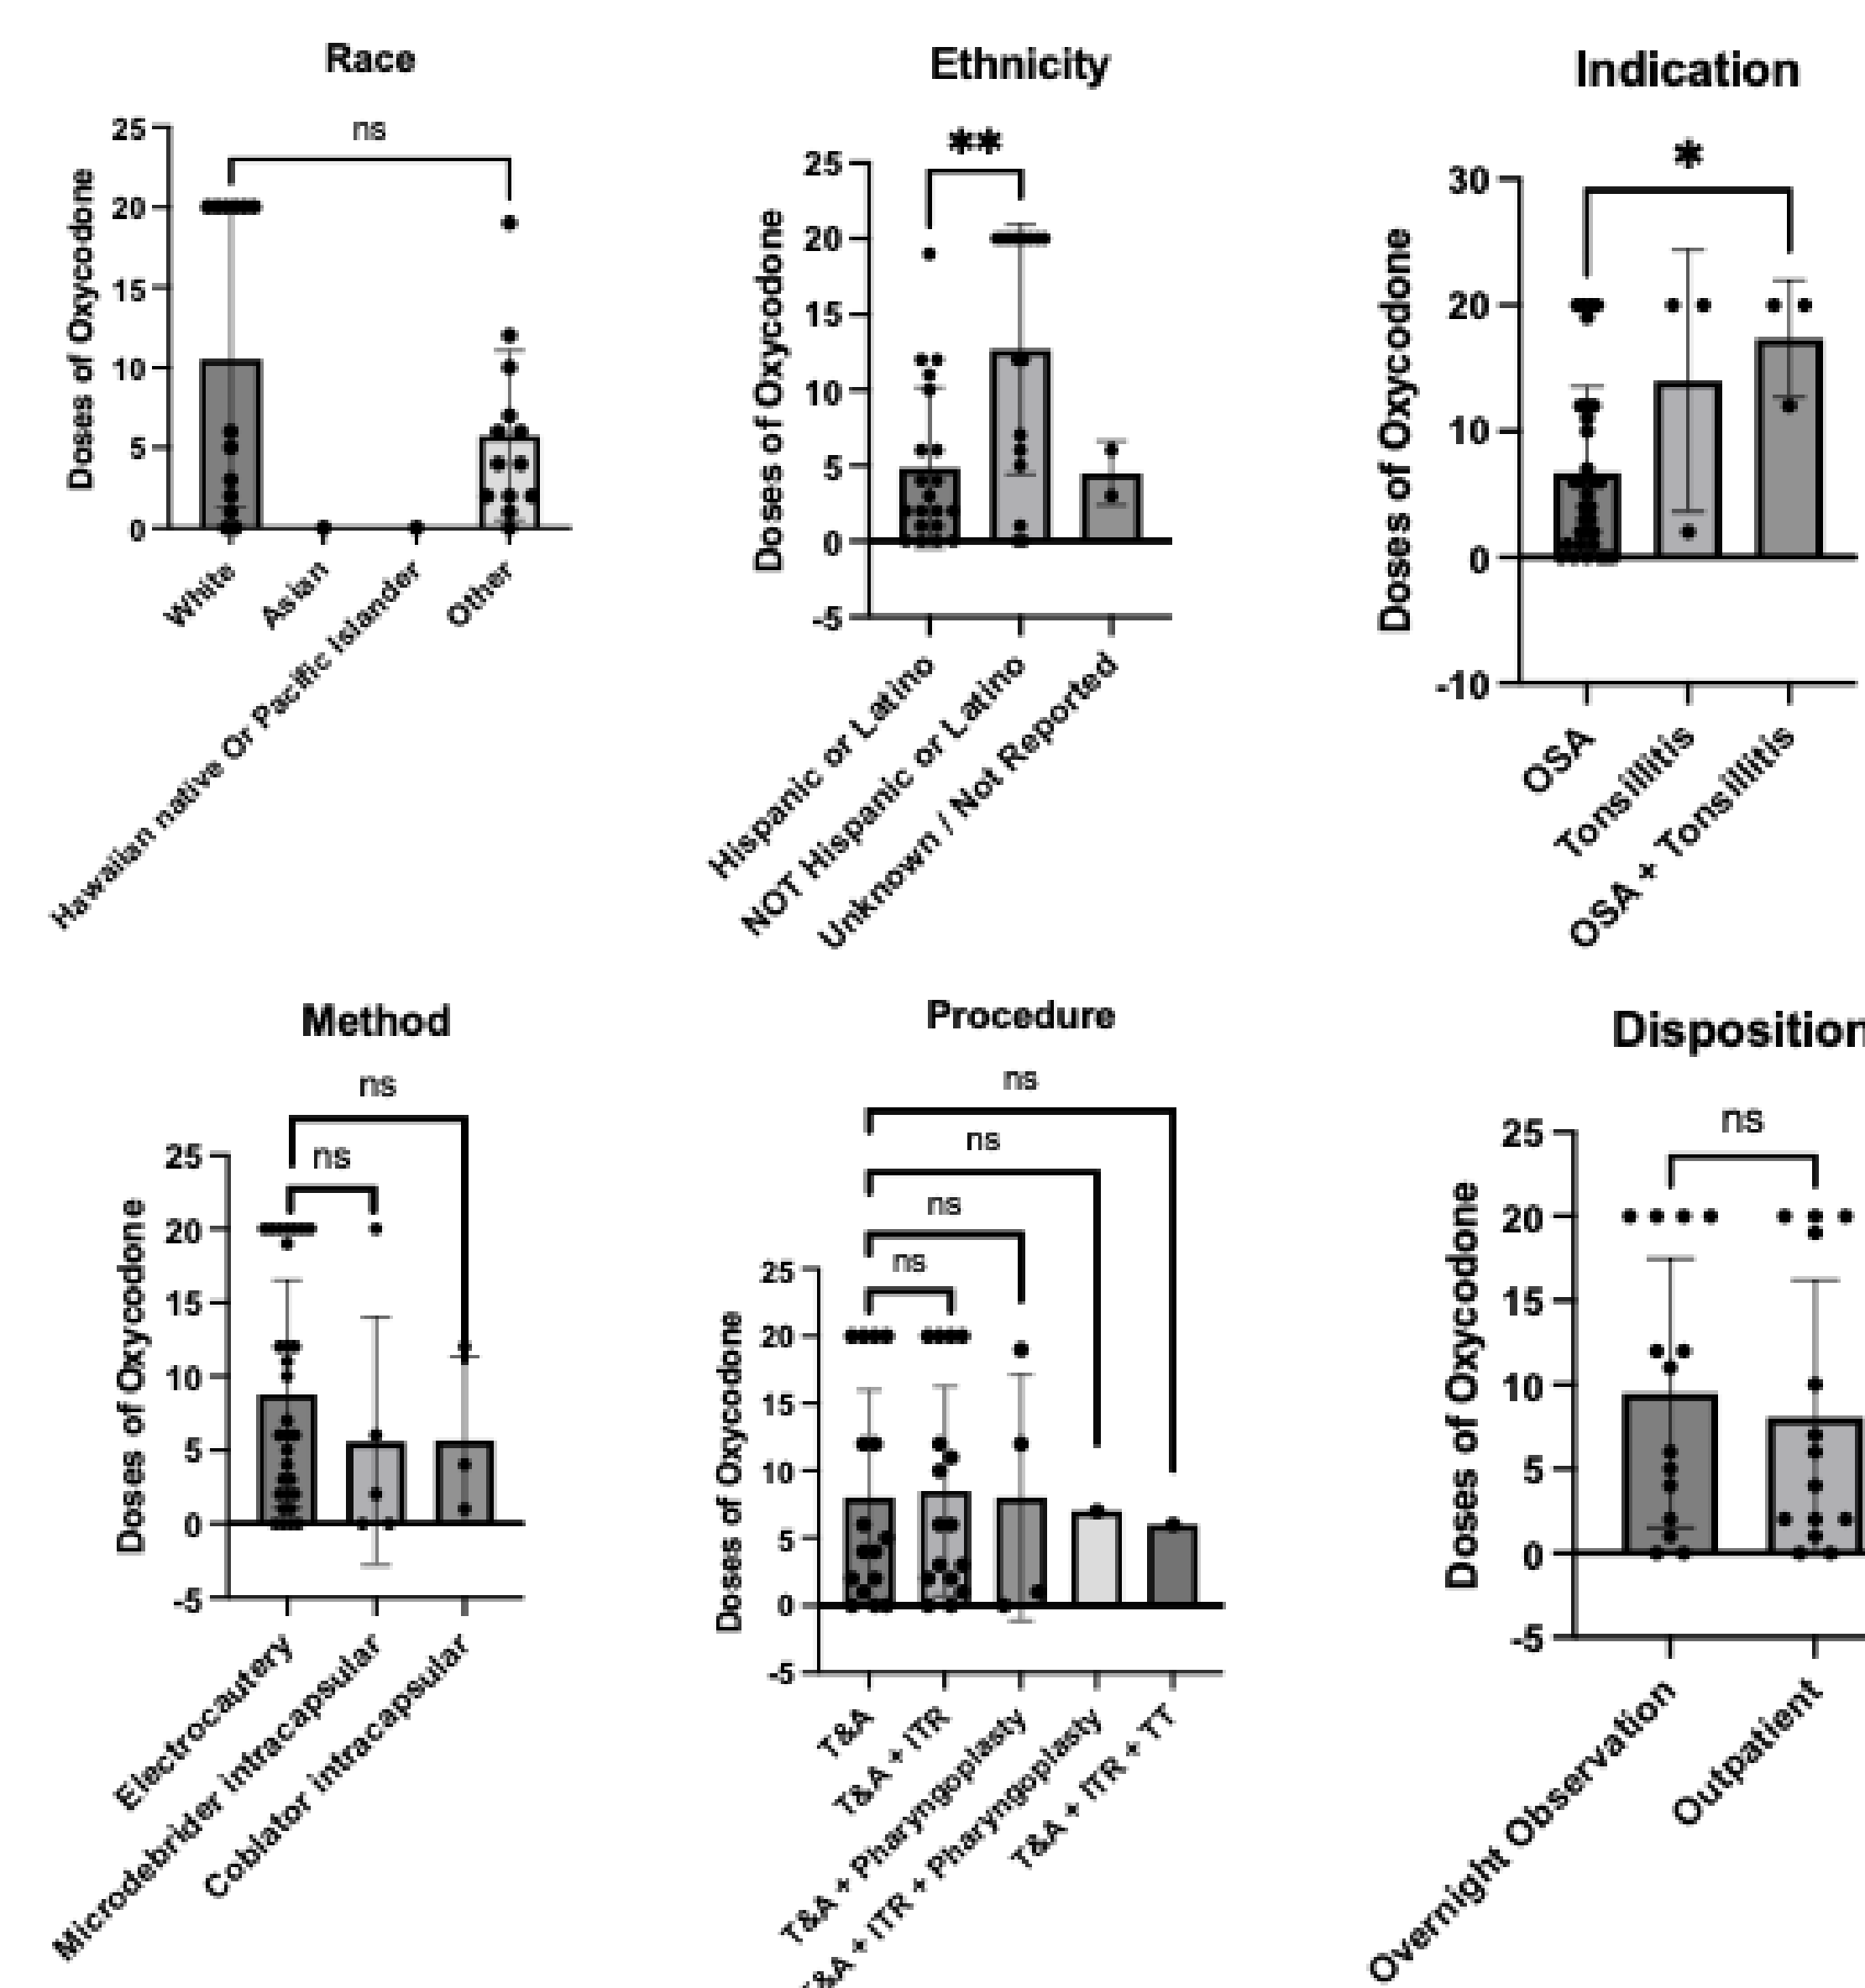 Race
ns
25
20
15
10
5
0
Doses of Oxycodone
White
Asian
Hawaiian native Or Pacific islander
Other
Ethnicity
**
25
20
15
10
5
0
-5
Doses of Oxycodone
Hispanic or Latino
NOT Hispanic or Latino
Unknown / Not Reported
Indication
*
30
20
10
0
-10
Doses of Oxycodone
OSA
Tonsillitis
OSA + Tonsillitis
Method
ns
ns
25
20
15
10
5
0
-5
Doses of Oxycodone
Electrocautery
Microdebrider intracapsular
Coblator intracapsular
Procedure
ns
ns
ns
ns
25
20
15
10
5
0
-5
Doses of Oxycodone
T&A
T&A + ITR
T&A + Pharyngoplasty
T&A + ITR + Pharyngoplasty
T&A + ITR + TT
Disposition
ns
25
20
15
10
5
0
-5
Doses of Oxycodone
Overnight Observation
Outpatient